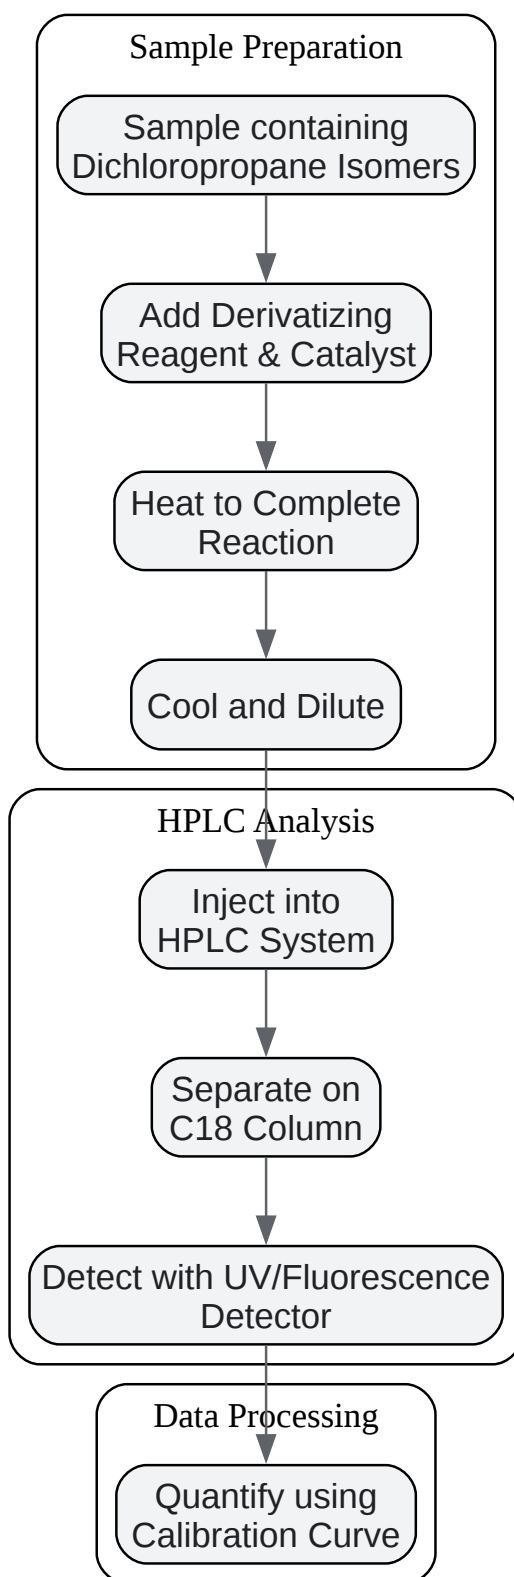 Sample Preparation
Sample containing
Dichloropropane Isomers
Add Derivatizing
Reagent & Catalyst
Heat to Complete
Reaction
Cool and Dilute
HPLC Analysis
Inject into
HPLC System
Separate on
C18 Column
Detect with UV/Fluorescence
Detector
Data Processing
Quantify using
Calibration Curve